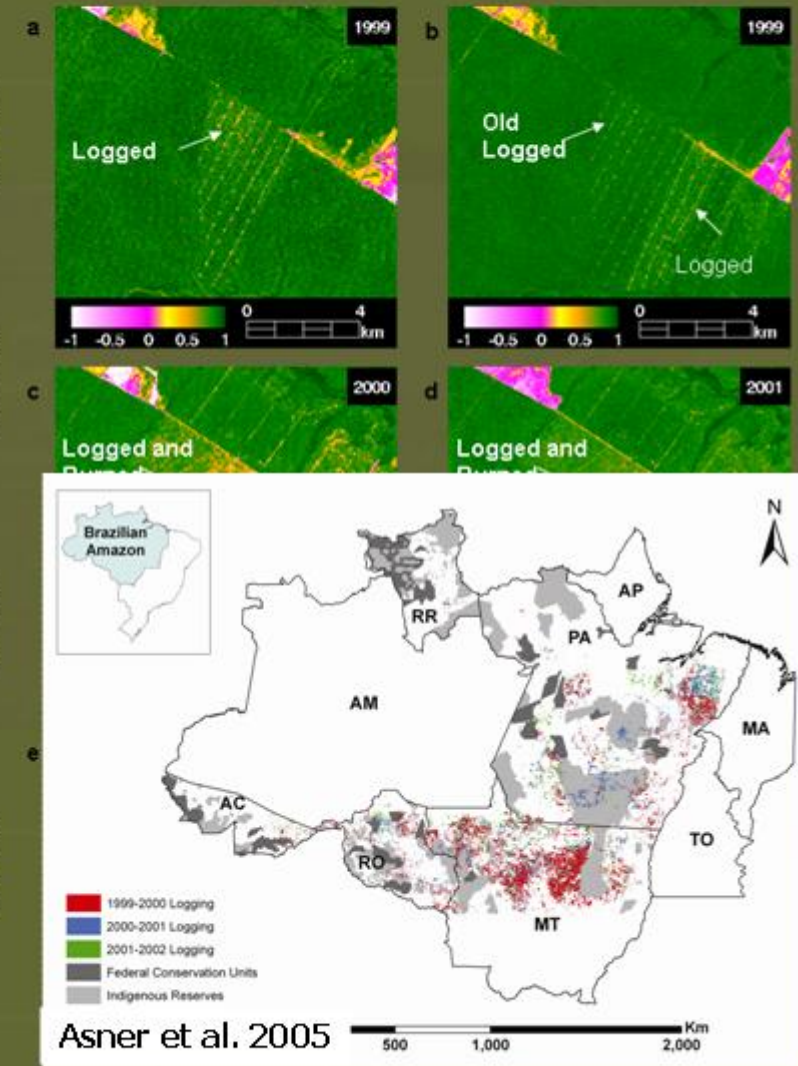 a
1999
Logged
-1 -0.5 0 0.5 1
0 4
km
b
1999
Old
Logged
Logged
-1 -0.5 0 0.5 1
0 4
km
c
2000
Logged and
d
2001
Logged and
e
Brazilian
Amazon
N
RR
AP
PA
AM
MA
AC
RO
TO
MT
1999-2000 Logging
2000-2001 Logging
2001-2002 Logging
Federal Conservation Units
Indigenous Reserves
Asner et al. 2005
Km
500 1,000 2,000